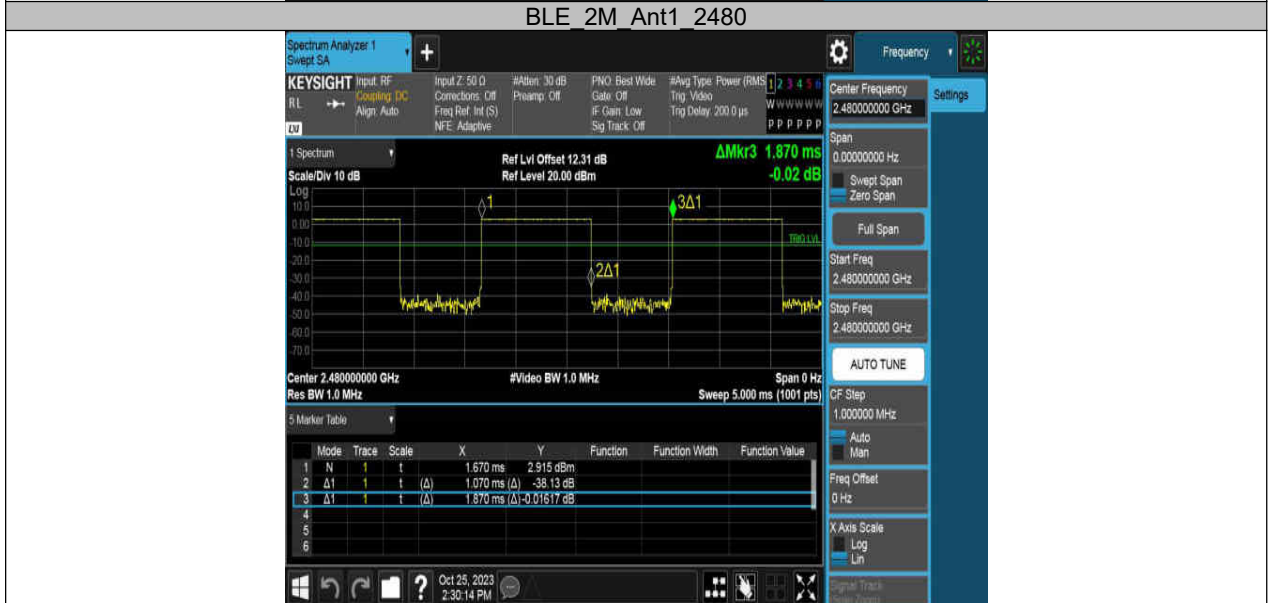 BLE_2M_Ant1_2480
Spectrum Analyzer 1
Swept SA
+
Frequency
KEYSIGHT
RL
LXI
Input: RF
Coupling: DC
Align: Auto
Input Z: 50 Ω
Corrections: Off
Freq Ref: Int (S)
NFE: Adaptive
#Atten: 30 dB
Preamp: Off
PNO: Best Wide
Gate: Off
IF Gain: Low
Sig Track: Off
#Avg Type: Power (RMS
Trig: Video
Trig Delay: 200.0 µs
1 2 3 4 5 6
W W W W W W
P P P P P P
Center Frequency
2.480000000 GHz
Settings
1 Spectrum
Scale/Div 10 dB
Ref Lvl Offset 12.31 dB
Ref Level 20.00 dBm
ΔMkr3 1.870 ms
-0.02 dB
Span
0.00000000 Hz
Swept Span
Zero Span
Full Span
Log
10.0
0.00
-10.0
-20.0
-30.0
-40.0
-50.0
-60.0
-70.0
1
3Δ1
2Δ1
TRIG LVL
Start Freq
2.480000000 GHz
Stop Freq
2.480000000 GHz
AUTO TUNE
Center 2.480000000 GHz
#Video BW 1.0 MHz
Span 0 Hz
Res BW 1.0 MHz
Sweep 5.000 ms (1001 pts)
CF Step
1.000000 MHz
Auto
Man
5 Marker Table
Mode Trace Scale X Y Function Function Width Function Value
1 N 1 t 1.670 ms 2.915 dBm
2 Δ1 1 t (Δ) 1.070 ms (Δ) -38.13 dB
3 Δ1 1 t (Δ) 1.870 ms (Δ) -0.01617 dB
4
5
6
Freq Offset
0 Hz
X Axis Scale
Log
Lin
Signal Track
?
Oct 25, 2023
2:30:14 PM